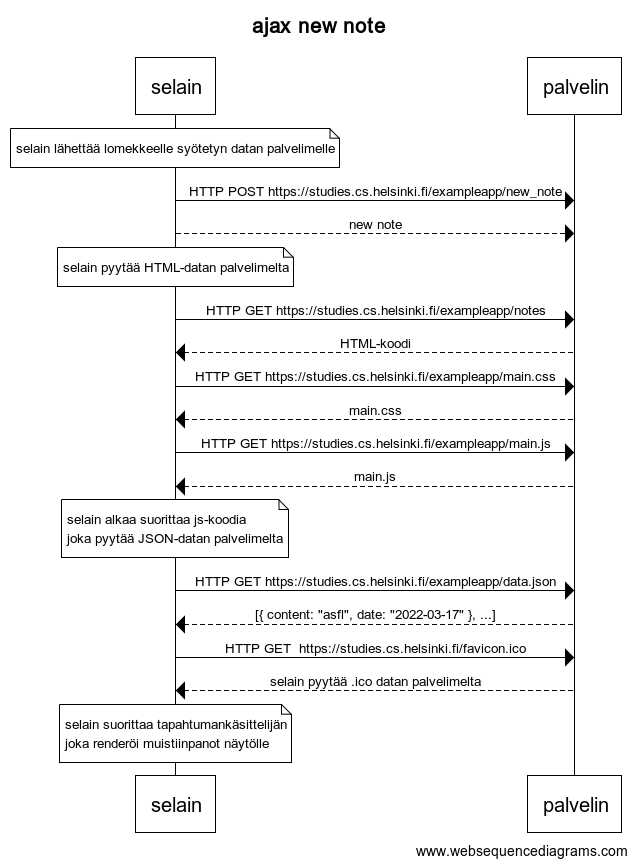 ajax new note
selain
palvelin
selain lähettää lomekkeelle syötetyn datan palvelimelle
HTTP POST https://studies.cs.helsinki.fi/exampleapp/new_note
new note
selain pyytää HTML-datan palvelimelta
HTTP GET https://studies.cs.helsinki.fi/exampleapp/notes
HTML-koodi
HTTP GET https://studies.cs.helsinki.fi/exampleapp/main.css
main.css
HTTP GET https://studies.cs.helsinki.fi/exampleapp/main.js
main.js
selain alkaa suorittaa js-koodia
joka pyytää JSON-datan palvelimelta
HTTP GET https://studies.cs.helsinki.fi/exampleapp/data.json
[{ content: "asfl", date: "2022-03-17" }, ...]
HTTP GET  https://studies.cs.helsinki.fi/favicon.ico
selain pyytää .ico datan palvelimelta
selain suorittaa tapahtumankäsittelijän
joka renderöi muistiinpanot näytölle
selain
palvelin
www.websequencediagrams.com